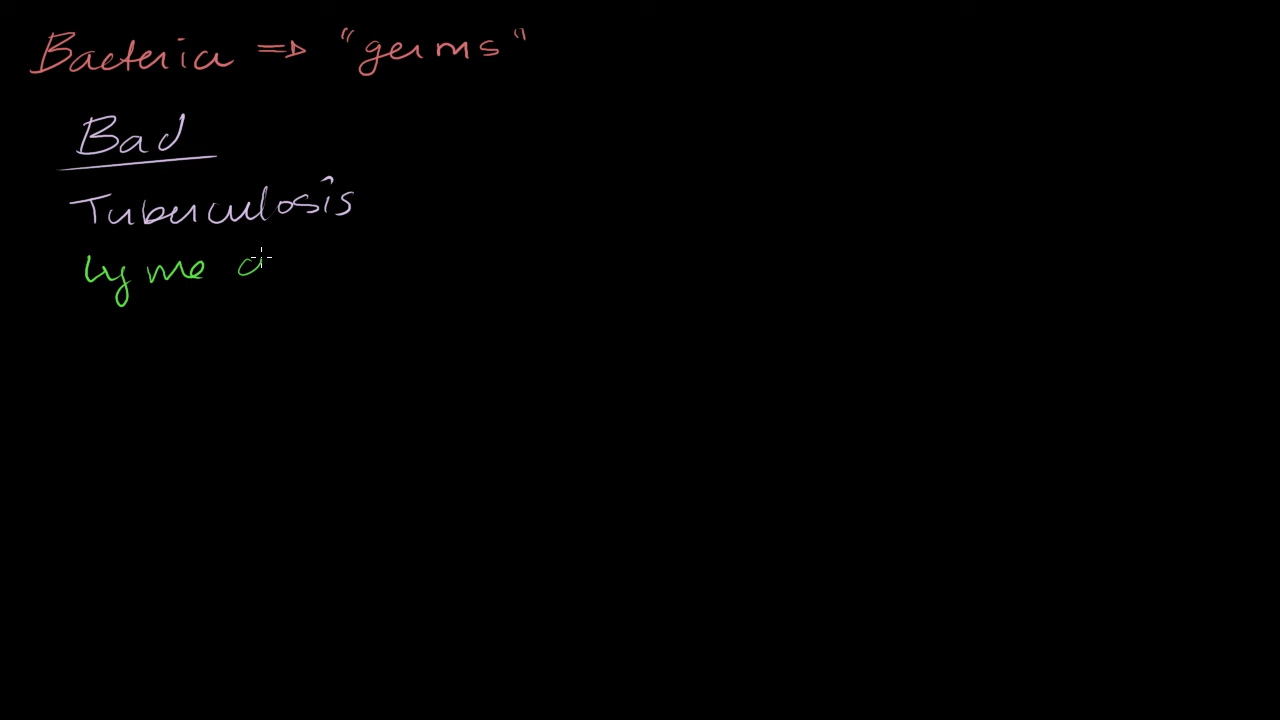 Bacteria ⇒ "germs"
Bad
Tuberculosis
Lyme